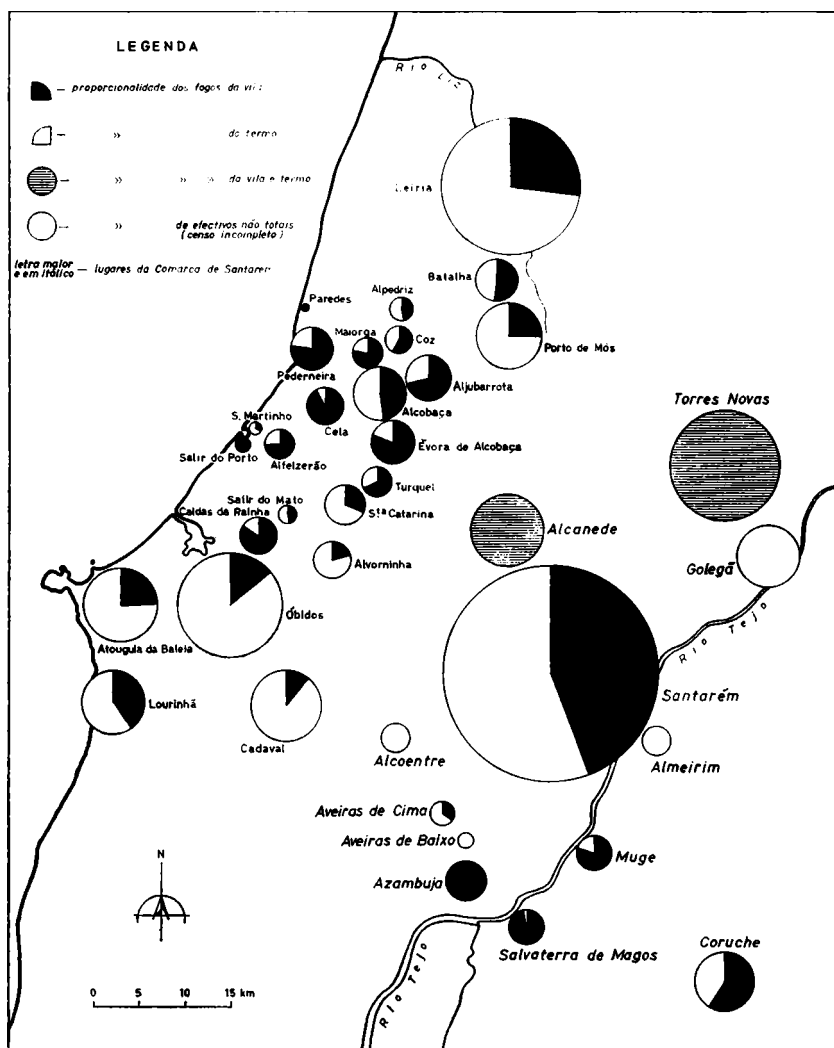 LEGENDA
— proporcionalidade dos fogos da vila
— » do termo
— » » » da vila e termo
— » de efectivos não totais
(censo incompleto)
letra maior
e em itálico — lugares da Comarca de Santarém
RIO LIZ
Leiria
Batalha
Alpedriz
Paredes
Maiorga
Coz
Porto de Mós
Pederneira
Aljubarrota
Alcobaça
Torres Novas
S. Martinho
Cela
Évora de Alcobaça
Salir do Porto
Alfeizerão
Turquel
Salir do Mato
Sta Catarina
Caldas da Rainha
Alcanede
Alvorninha
Golegã
Óbidos
RIO TEJO
Atouguia da Baleia
Lourinhã
Santarém
Cadaval
Alcoentre
Almeirim
Aveiras de Cima
Aveiras de Baixo
Muge
Azambuja
N
Salvaterra de Magos
Coruche
RIO TEJO
0 5 10 15 km